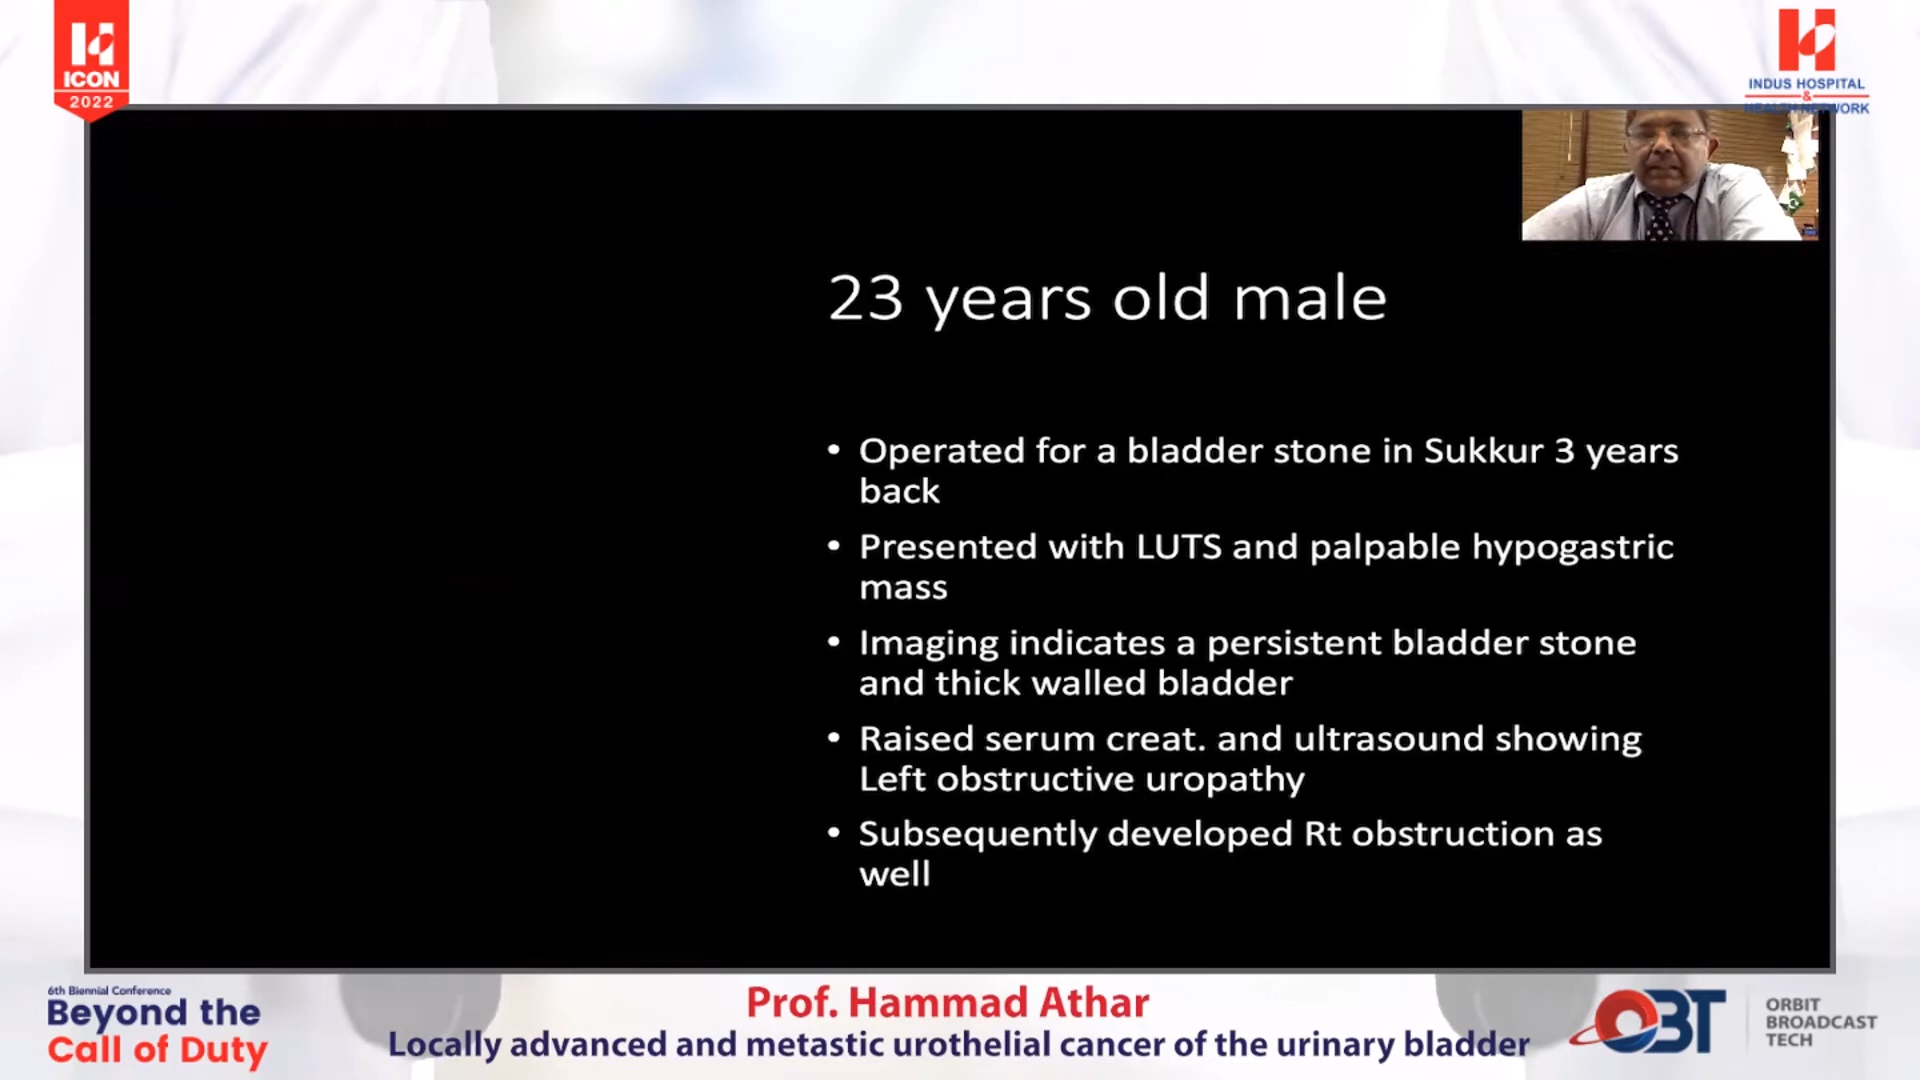 ICON
2022
INDUS HOSPITAL
&
HEALTH NETWORK
23 years old male
• Operated for a bladder stone in Sukkur 3 years
back
• Presented with LUTS and palpable hypogastric
mass
• Imaging indicates a persistent bladder stone
and thick walled bladder
• Raised serum creat. and ultrasound showing
Left obstructive uropathy
• Subsequently developed Rt obstruction as
well
6th Biennial Conference
Beyond the
Call of Duty
Prof. Hammad Athar
Locally advanced and metastic urothelial cancer of the urinary bladder
OBT
ORBIT
BROADCAST
TECH